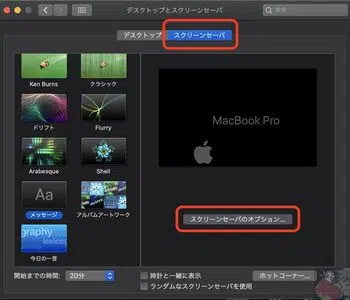 デスクトップとスクリーンセーバ
検索
デスクトップ スクリーンセーバ
Ken Burns クラシック
ドリフト Flurry
Arabesque Shell
Aa
メッセージ アルバムアートワーク
今日の一言
MacBook Pro
スクリーンセーバのオプション...
開始までの時間: 20分
時計と一緒に表示
ランダムなスクリーンセーバを使用
ホットコーナー...
?